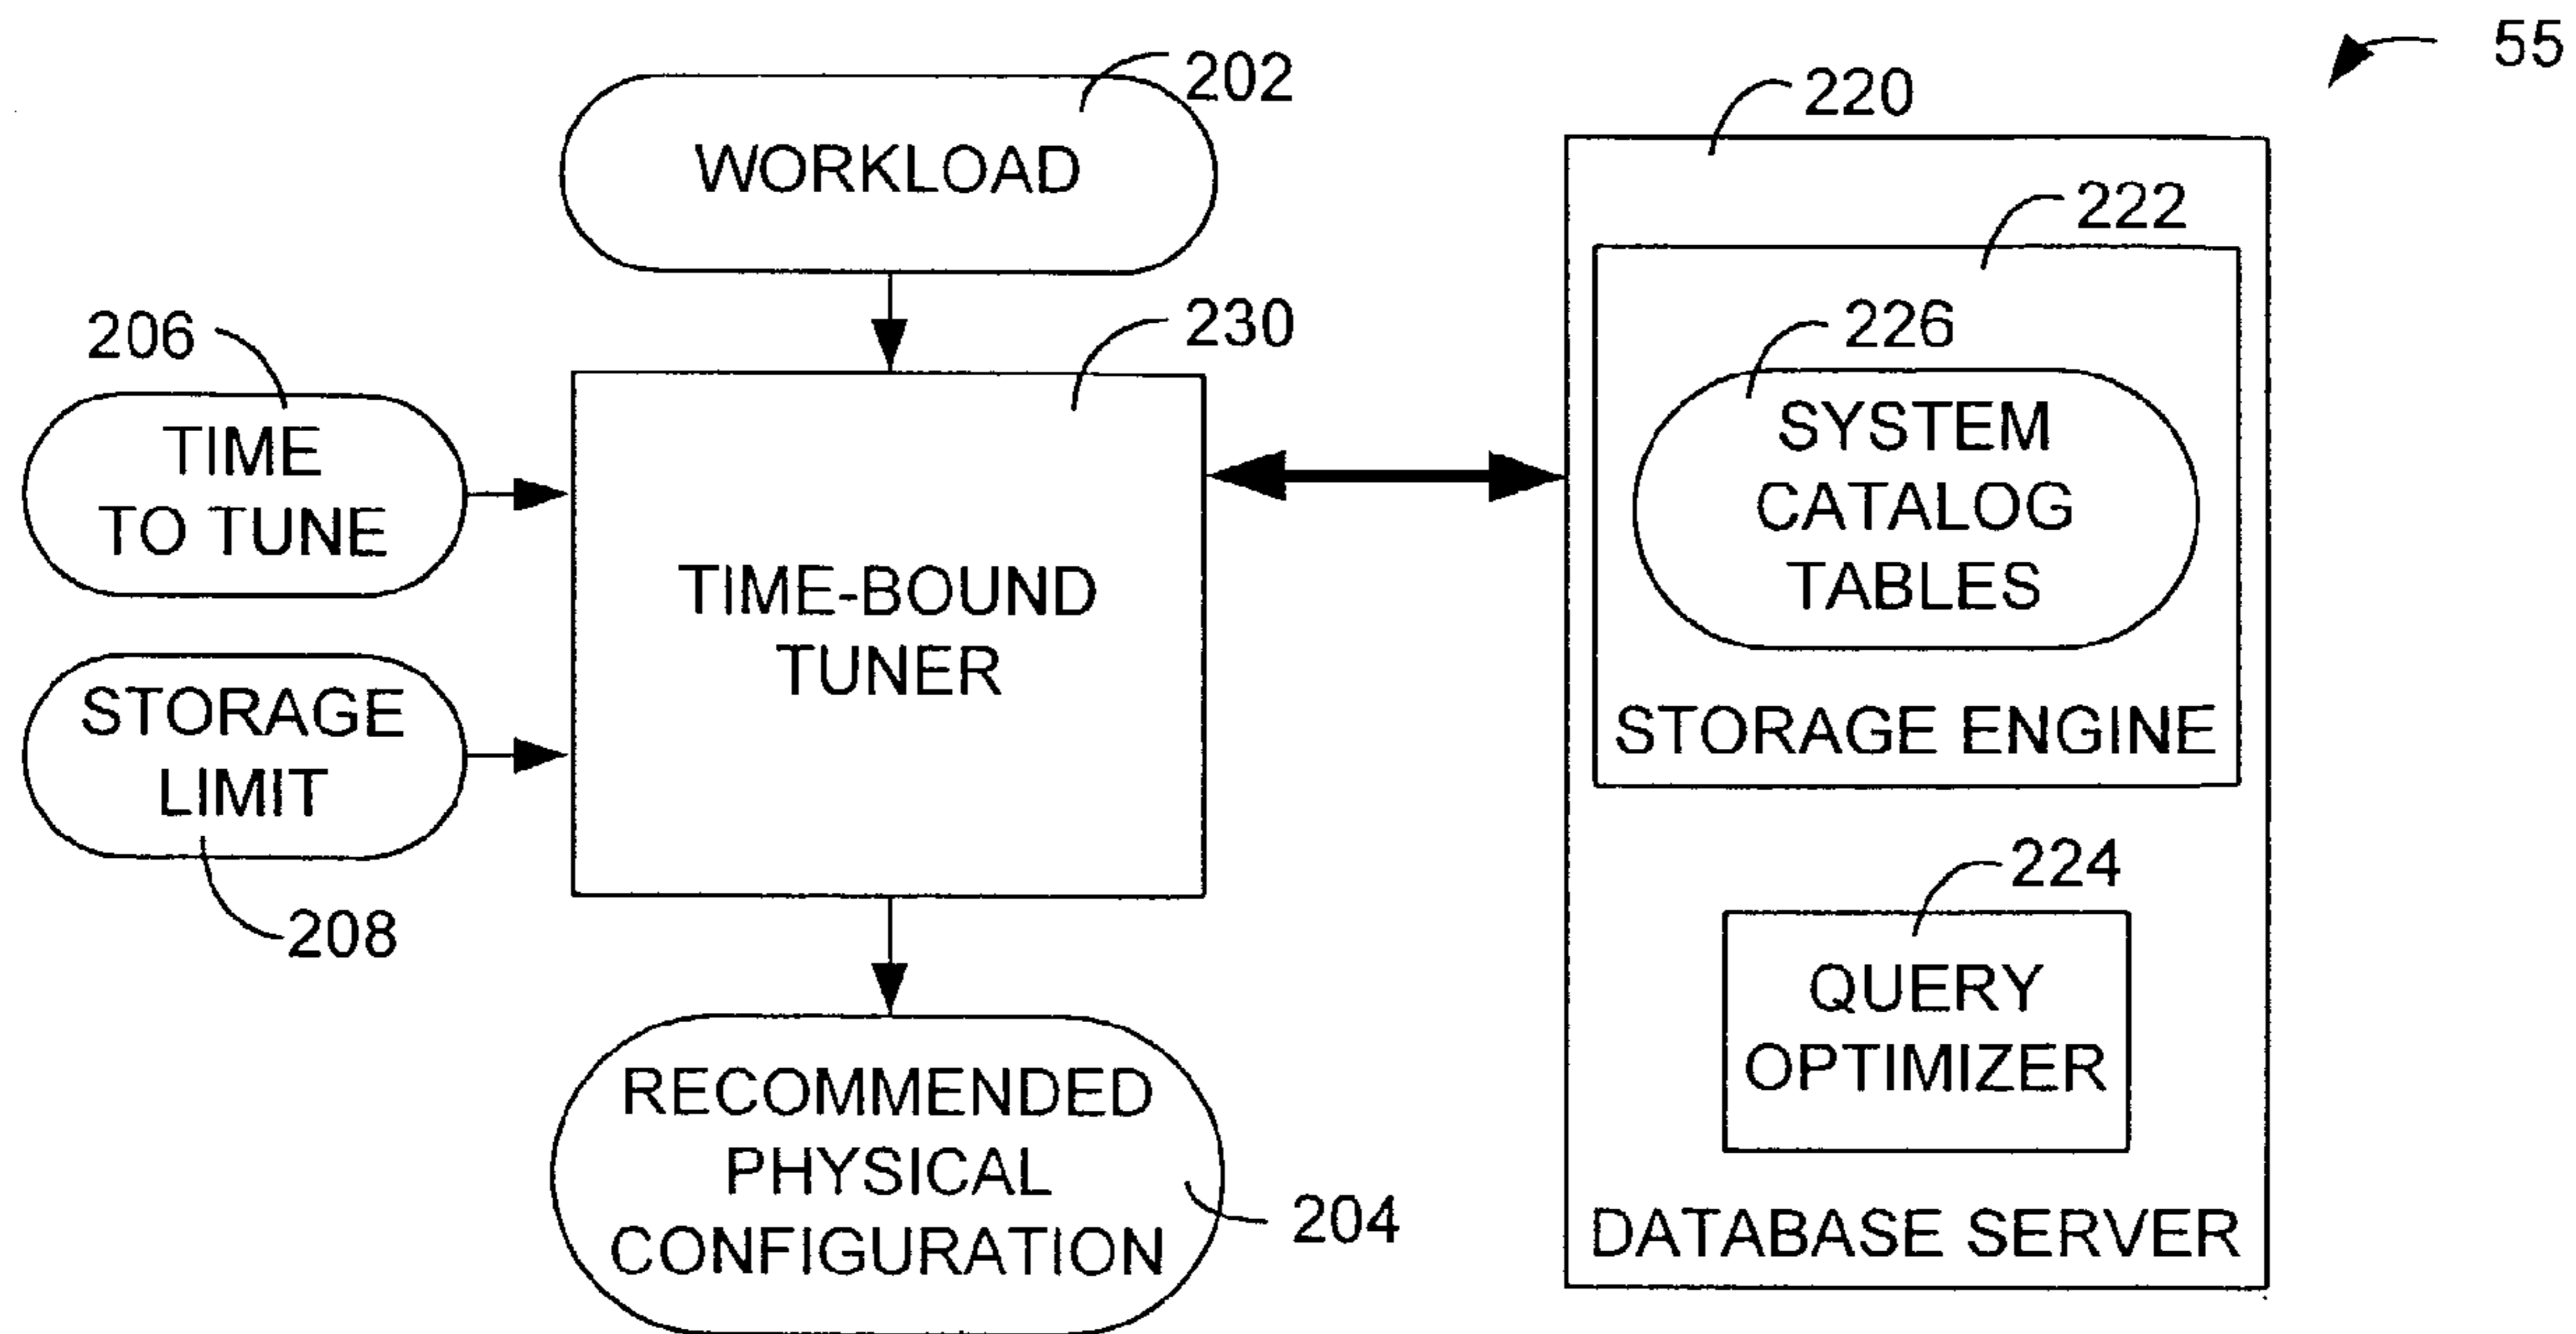 55
202
WORKLOAD
220
222
206
230
226
TIME
TO TUNE
SYSTEM
CATALOG
TABLES
TIME-BOUND
TUNER
STORAGE
LIMIT
STORAGE ENGINE
208
224
QUERY
OPTIMIZER
RECOMMENDED
PHYSICAL
CONFIGURATION
204
DATABASE SERVER